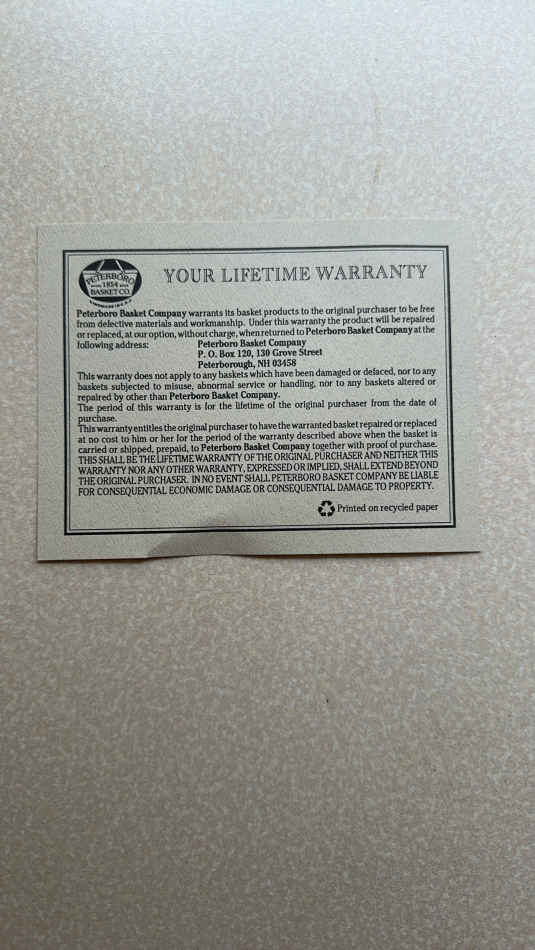 PETERBORO
SINCE 1854
BASKET CO.
YOUR LIFETIME WARRANTY
Peterboro Basket Company warrants its basket products to the original purchaser to be free
from defective materials and workmanship. Under this warranty the product will be repaired
or replaced, at our option, without charge, when returned to Peterboro Basket Company at the
following address: Peterboro Basket Company
P. O. Box 120, 130 Grove Street
Peterborough, NH 03458
This warranty does not apply to any baskets which have been damaged or defaced, nor to any
baskets subjected to misuse, abnormal service or handling, nor to any baskets altered or
repaired by other than Peterboro Basket Company.
The period of this warranty is for the lifetime of the original purchaser from the date of
purchase.
This warranty entitles the original purchaser to have the warranted basket repaired or replaced
at no cost to him or her for the period of the warranty described above when the basket is
carried or shipped, prepaid, to Peterboro Basket Company together with proof of purchase.
THIS SHALL BE THE LIFETIME WARRANTY OF THE ORIGINAL PURCHASER AND NEITHER THIS
WARRANTY NOR ANY OTHER WARRANTY, EXPRESSED OR IMPLIED, SHALL EXTEND BEYOND
THE ORIGINAL PURCHASER. IN NO EVENT SHALL PETERBORO BASKET COMPANY BE LIABLE
FOR CONSEQUENTIAL ECONOMIC DAMAGE OR CONSEQUENTIAL DAMAGE TO PROPERTY.
Printed on recycled paper